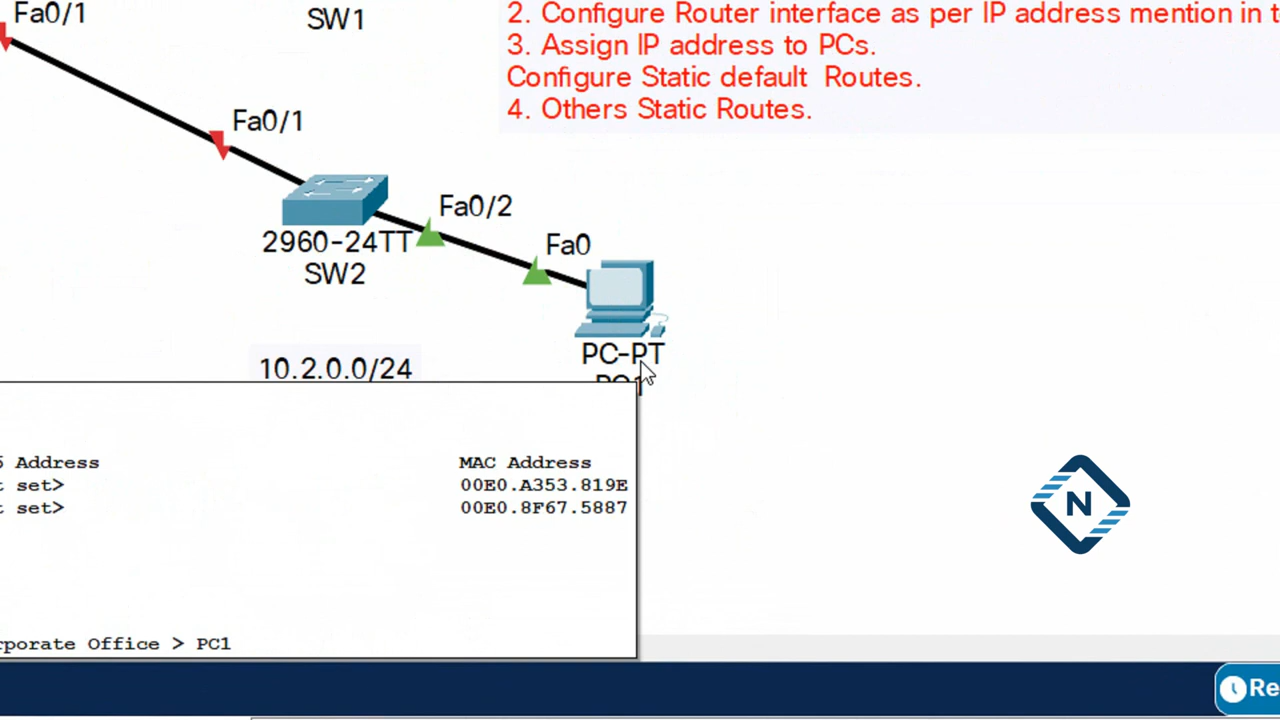 Fa0/1
SW1
2. Configure Router interface as per IP address mention in t
3. Assign IP address to PCs.
Configure Static default Routes.
4. Others Static Routes.
Fa0/1
Fa0/2
2960-24TT
SW2
Fa0
PC-PT
PC1
10.2.0.0/24
Address
MAC Address
t set>
00E0.A353.819E
t set>
00E0.8F67.5887
rporate Office > PC1
N
Re